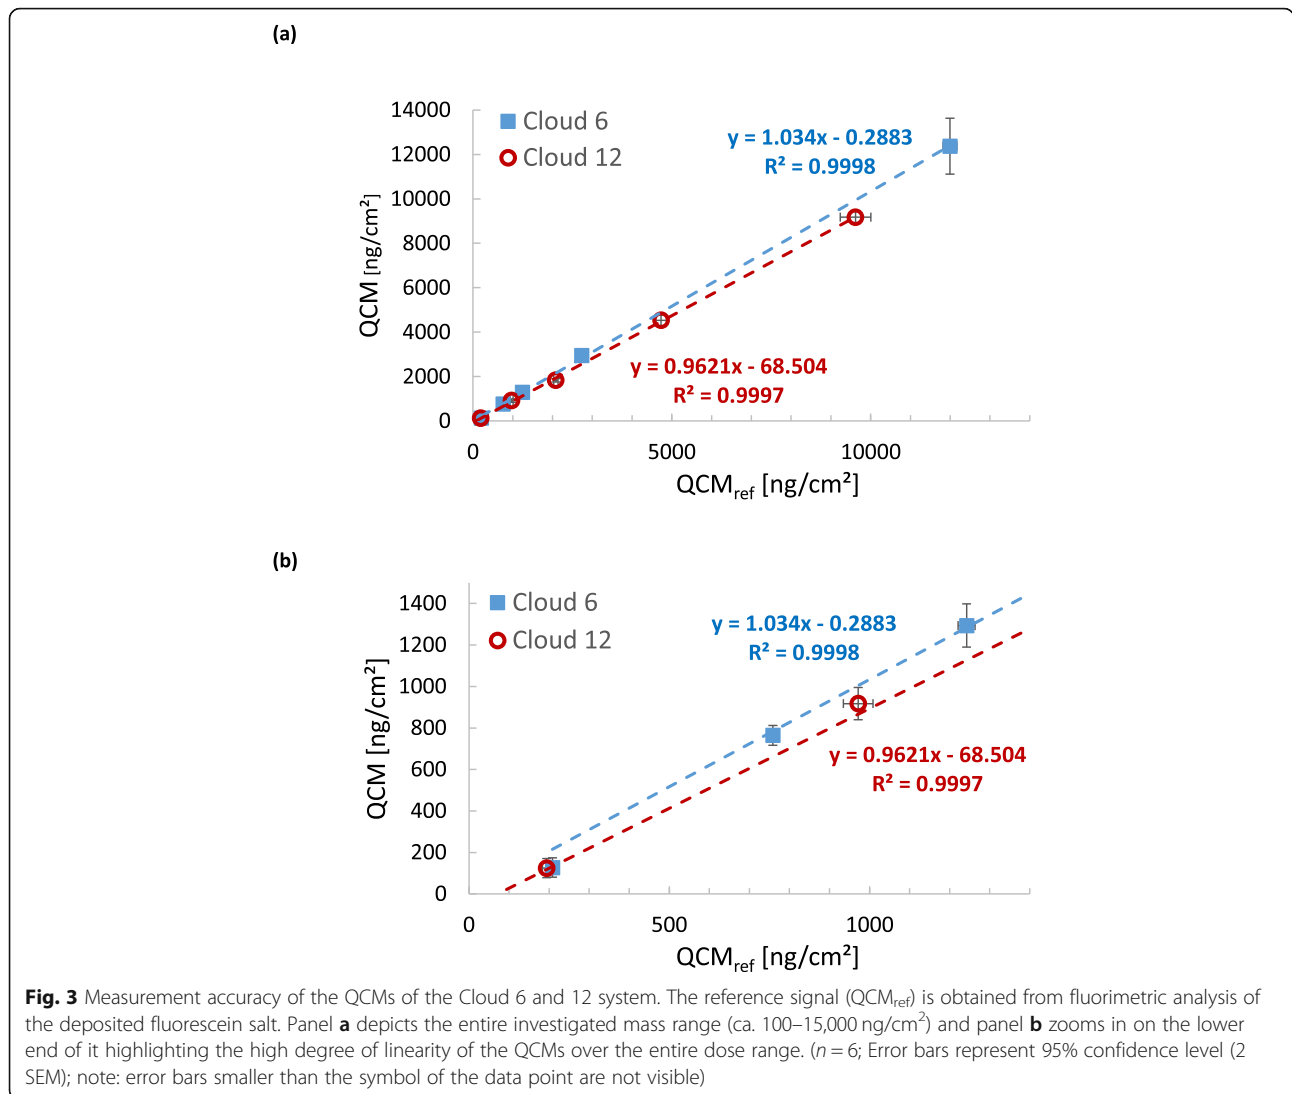 (a)
14000
12000
10000
8000
6000
4000
2000
0
QCM [ng/cm²]
Cloud 6
Cloud 12
y = 1.034x - 0.2883
R² = 0.9998
y = 0.9621x - 68.504
R² = 0.9997
0 5000 10000
QCMref [ng/cm²]
(b)
1400
1200
1000
800
600
400
200
0
QCM [ng/cm²]
Cloud 6
Cloud 12
y = 1.034x - 0.2883
R² = 0.9998
y = 0.9621x - 68.504
R² = 0.9997
0 500 1000
QCMref [ng/cm²]
Fig. 3 Measurement accuracy of the QCMs of the Cloud 6 and 12 system. The reference signal (QCMref) is obtained from fluorimetric analysis of
the deposited fluorescein salt. Panel a depicts the entire investigated mass range (ca. 100–15,000 ng/cm²) and panel b zooms in on the lower
end of it highlighting the high degree of linearity of the QCMs over the entire dose range. (n = 6; Error bars represent 95% confidence level (2
SEM); note: error bars smaller than the symbol of the data point are not visible)